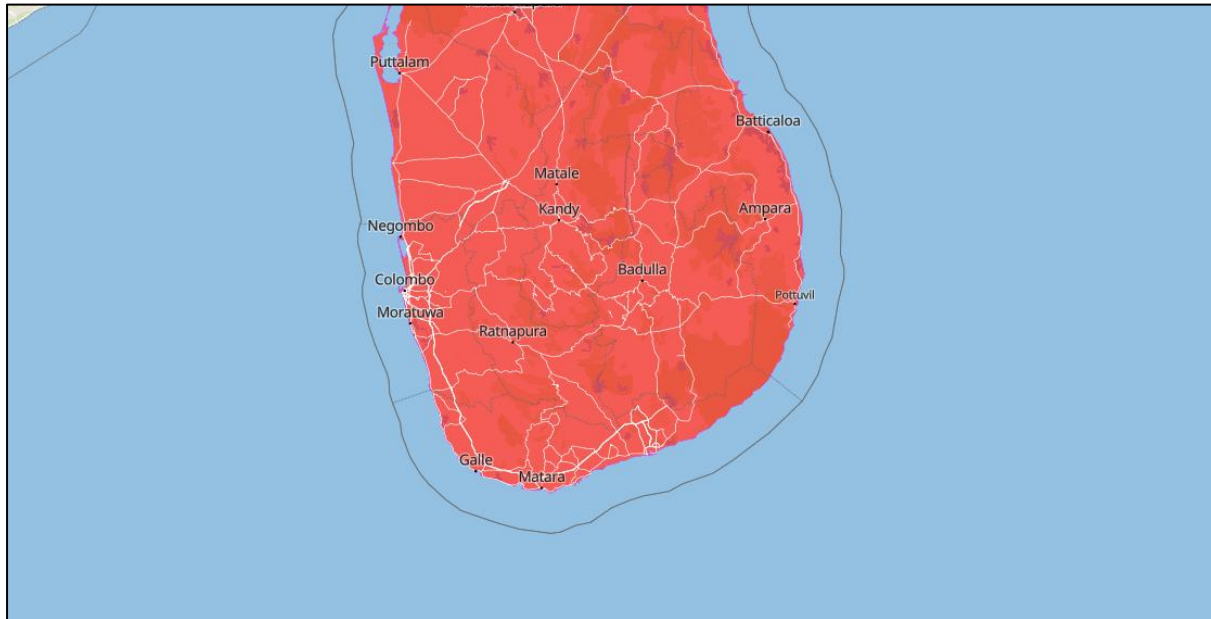 Puttalam
Batticaloa
Matale
Kandy
Ampara
Negombo
Badulla
Colombo
Pottuvil
Moratuwa
Ratnapura
Galle
Matara